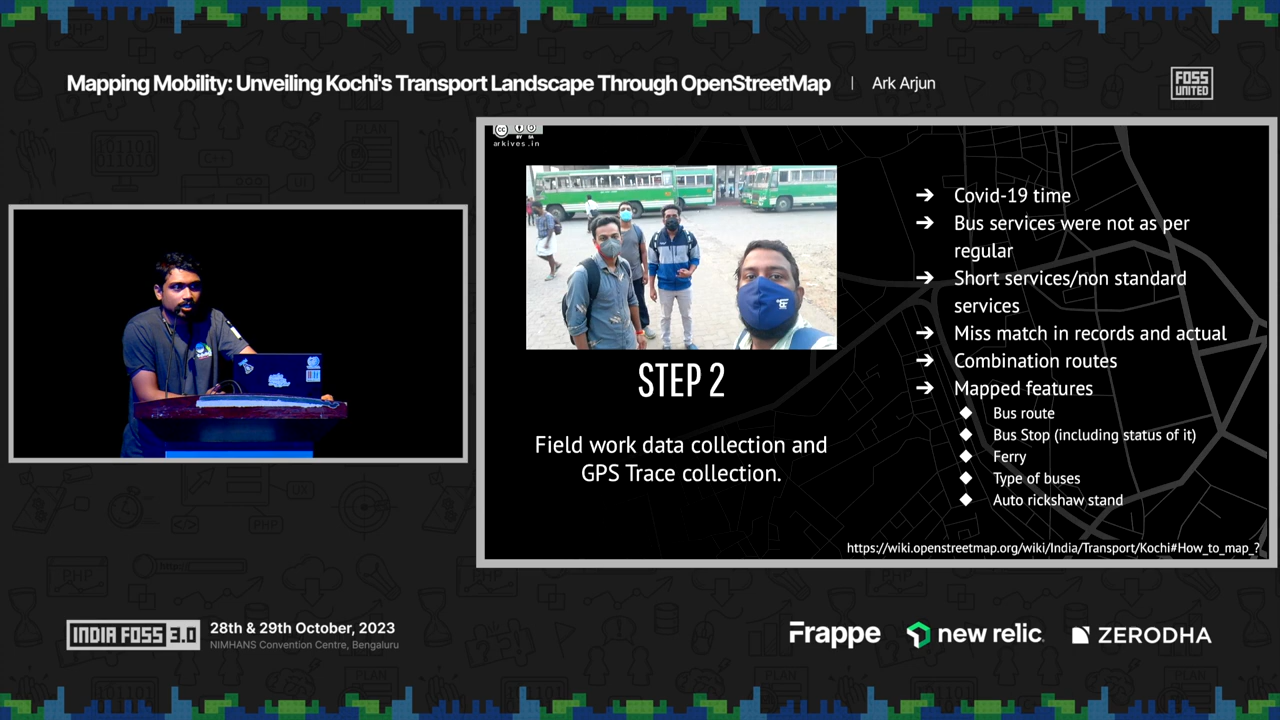 Mapping Mobility: Unveiling Kochi's Transport Landscape Through OpenStreetMap | Ark Arjun
FOSS
UNITED
cc
BY SA
arkives.in
STEP 2
Field work data collection and
GPS Trace collection.
➔ Covid-19 time
➔ Bus services were not as per
regular
➔ Short services/non standard
services
➔ Miss match in records and actual
➔ Combination routes
➔ Mapped features
◆ Bus route
◆ Bus Stop (including status of it)
◆ Ferry
◆ Type of buses
◆ Auto rickshaw stand
https://wiki.openstreetmap.org/wiki/India/Transport/Kochi#How_to_map_?
INDIA FOSS 3.0
28th & 29th October, 2023
NIMHANS Convention Centre, Bengaluru
Frappe
new relic
ZERODHA